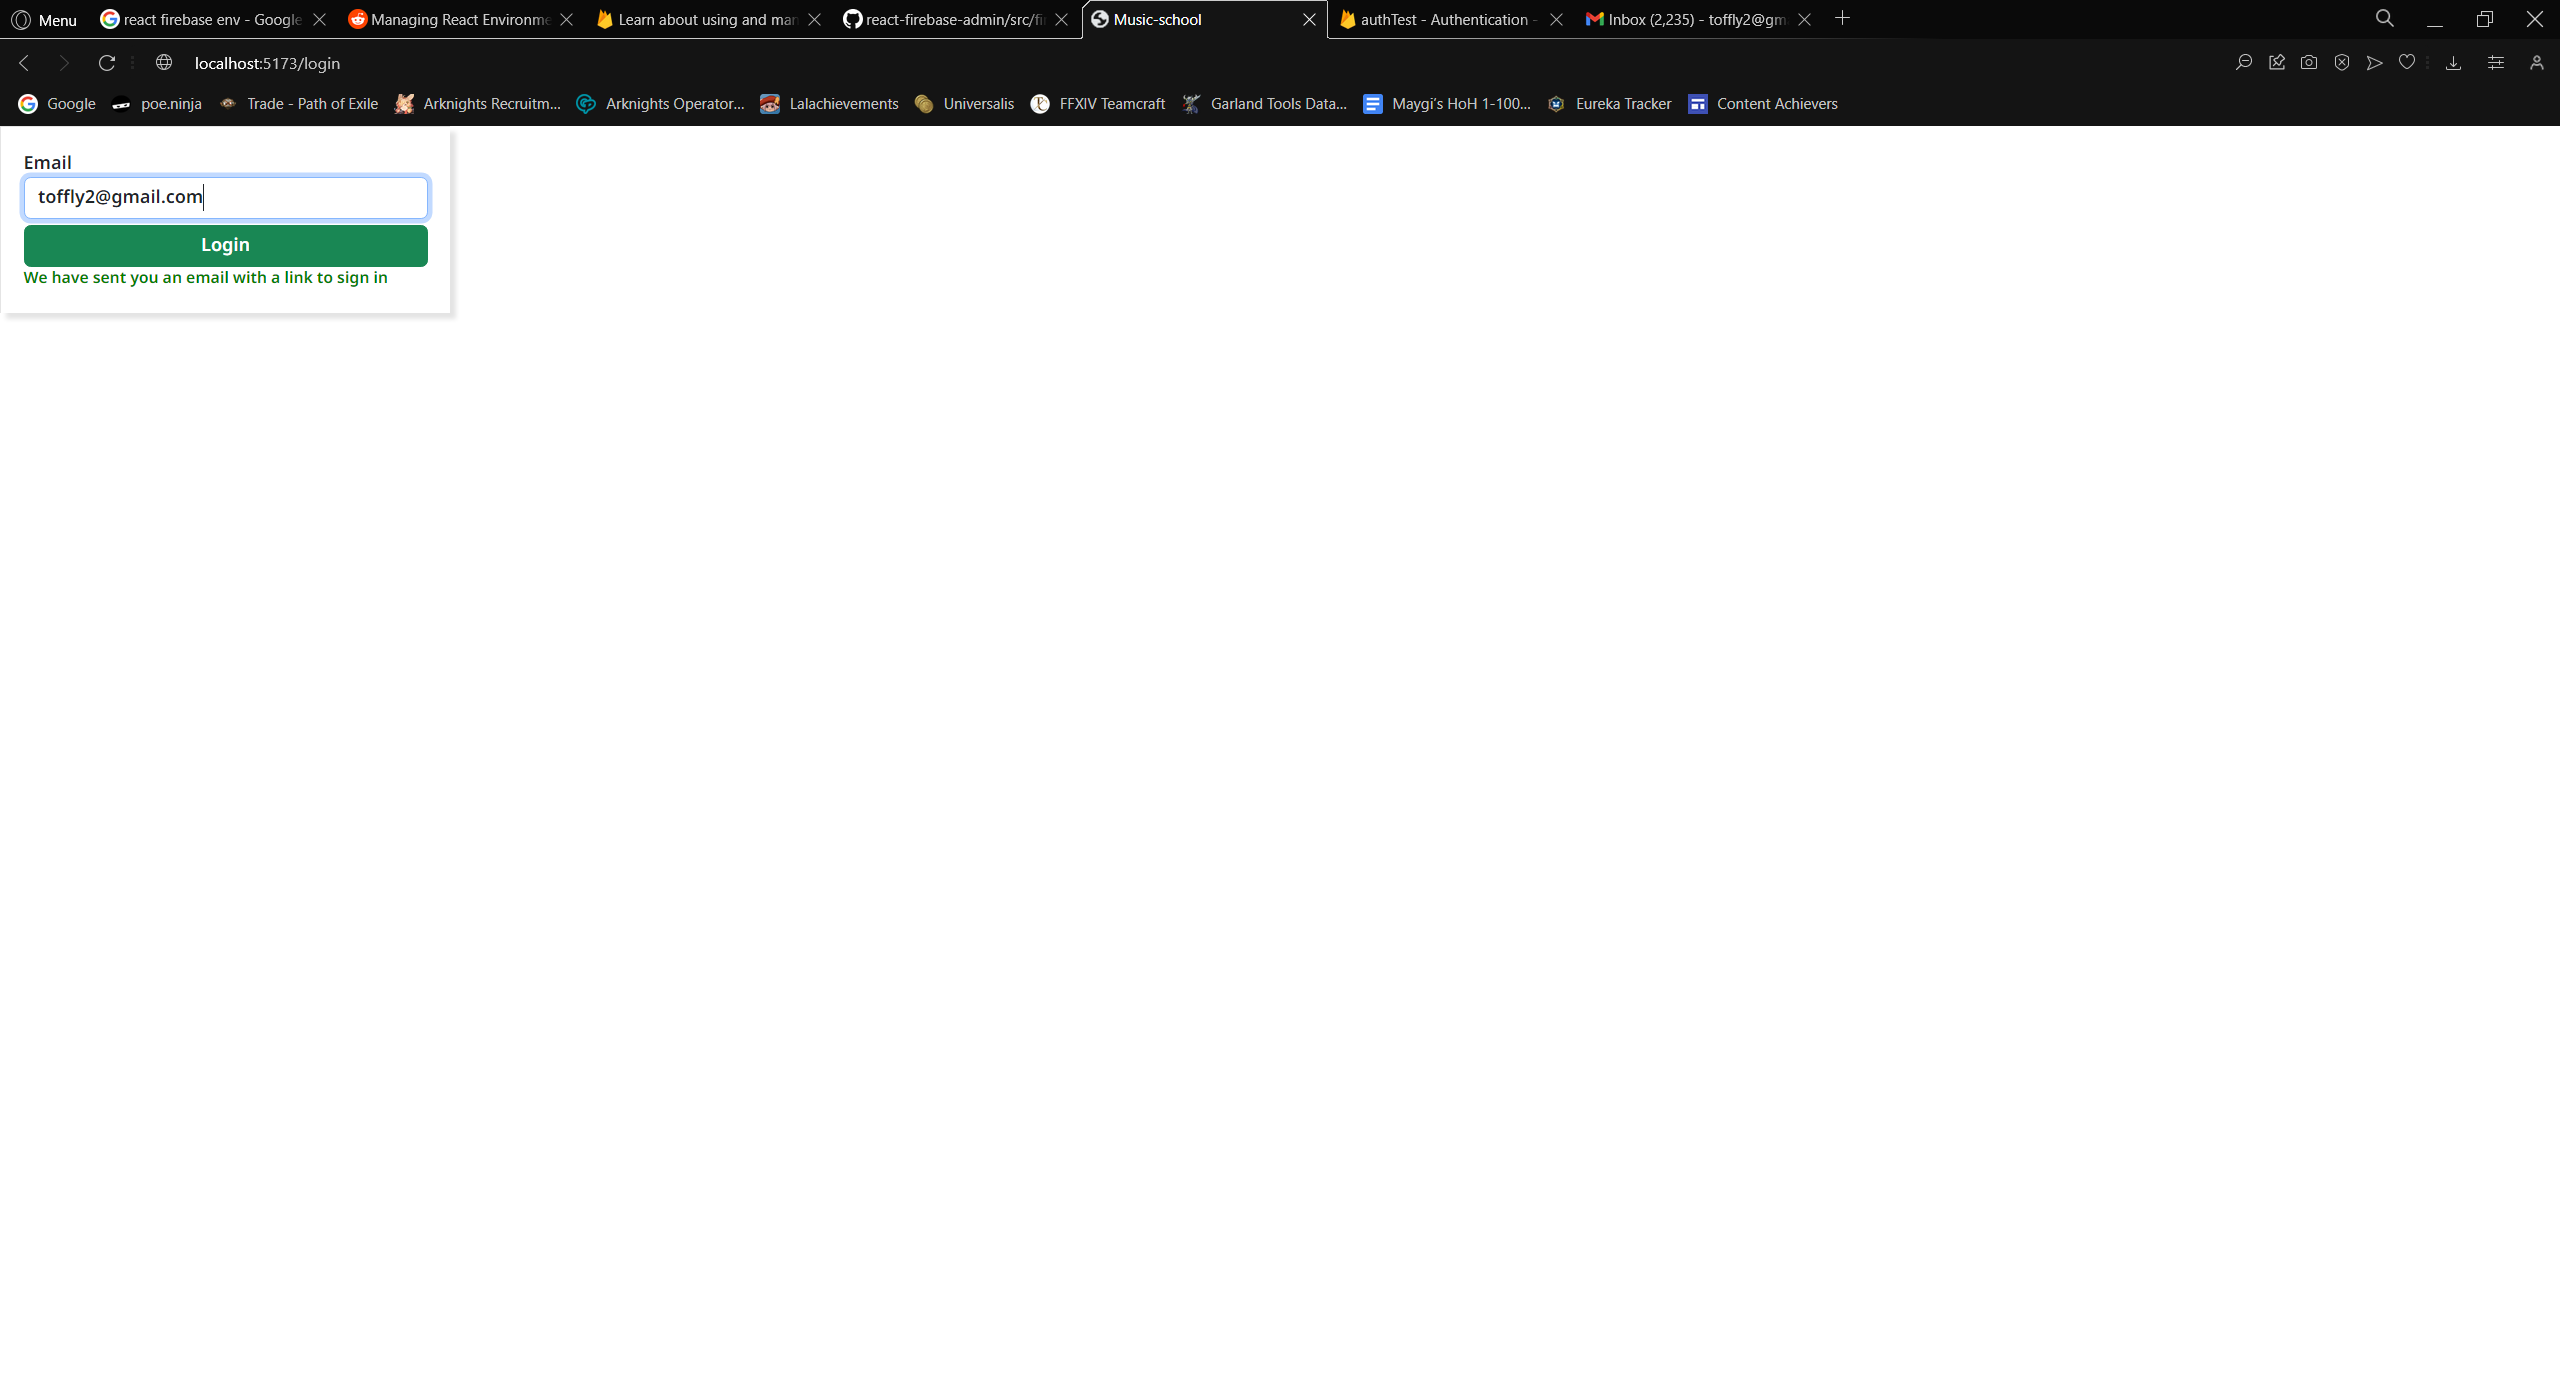 Menu
react firebase env - Google
Managing React Environme
Learn about using and man
react-firebase-admin/src/fi
Music-school
authTest - Authentication -
Inbox (2,235) - toffly2@gm
localhost:5173/login
Google
poe.ninja
Trade - Path of Exile
Arknights Recruitm...
Arknights Operator...
Lalachievements
Universalis
FFXIV Teamcraft
Garland Tools Data...
Maygi's HoH 1-100...
Eureka Tracker
Content Achievers
Email
toffly2@gmail.com
Login
We have sent you an email with a link to sign in